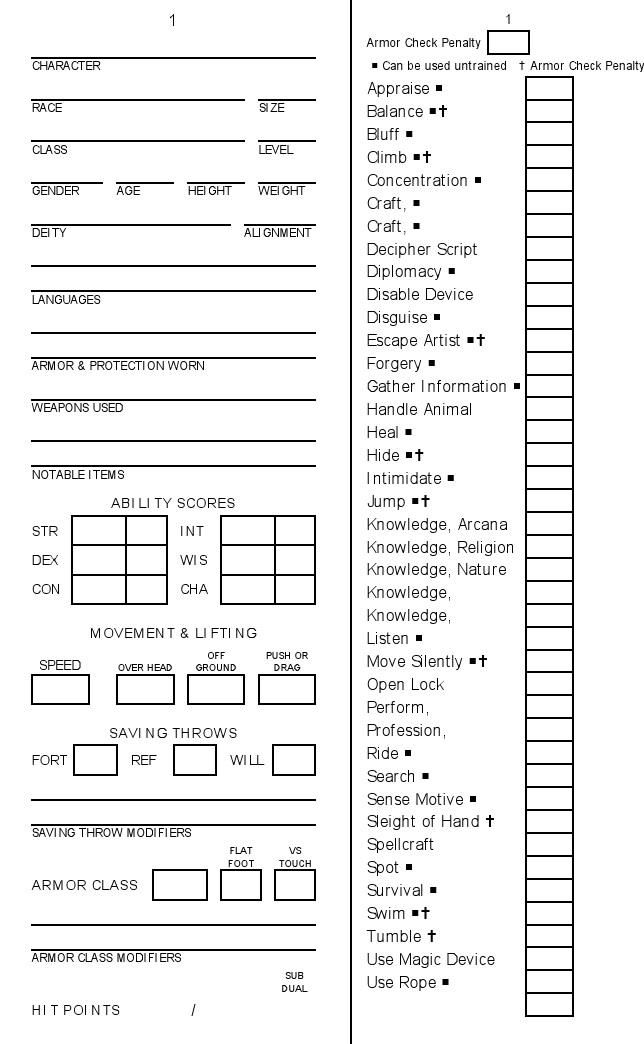 1
CHARACTER
RACE SIZE
CLASS LEVEL
GENDER AGE HEIGHT WEIGHT
DEITY ALIGNMENT
LANGUAGES
ARMOR & PROTECTION WORN
WEAPONS USED
NOTABLE ITEMS
ABILITY SCORES
STR INT
DEX WIS
CON CHA
MOVEMENT & LIFTING
SPEED OVER HEAD OFF GROUND PUSH OR DRAG
SAVING THROWS
FORT REF WILL
SAVING THROW MODIFIERS
FLAT FOOT VS TOUCH
ARMOR CLASS
ARMOR CLASS MODIFIERS
SUB DUAL
HIT POINTS /
1
Armor Check Penalty
▪ Can be used untrained † Armor Check Penalty
Appraise ▪
Balance ▪†
Bluff ▪
Climb ▪†
Concentration ▪
Craft, ▪
Craft, ▪
Decipher Script
Diplomacy ▪
Disable Device
Disguise ▪
Escape Artist ▪†
Forgery ▪
Gather Information ▪
Handle Animal
Heal ▪
Hide ▪†
Intimidate ▪
Jump ▪†
Knowledge, Arcana
Knowledge, Religion
Knowledge, Nature
Knowledge,
Knowledge,
Listen ▪
Move Silently ▪†
Open Lock
Perform,
Profession,
Ride ▪
Search ▪
Sense Motive ▪
Sleight of Hand †
Spellcraft
Spot ▪
Survival ▪
Swim ▪†
Tumble †
Use Magic Device
Use Rope ▪